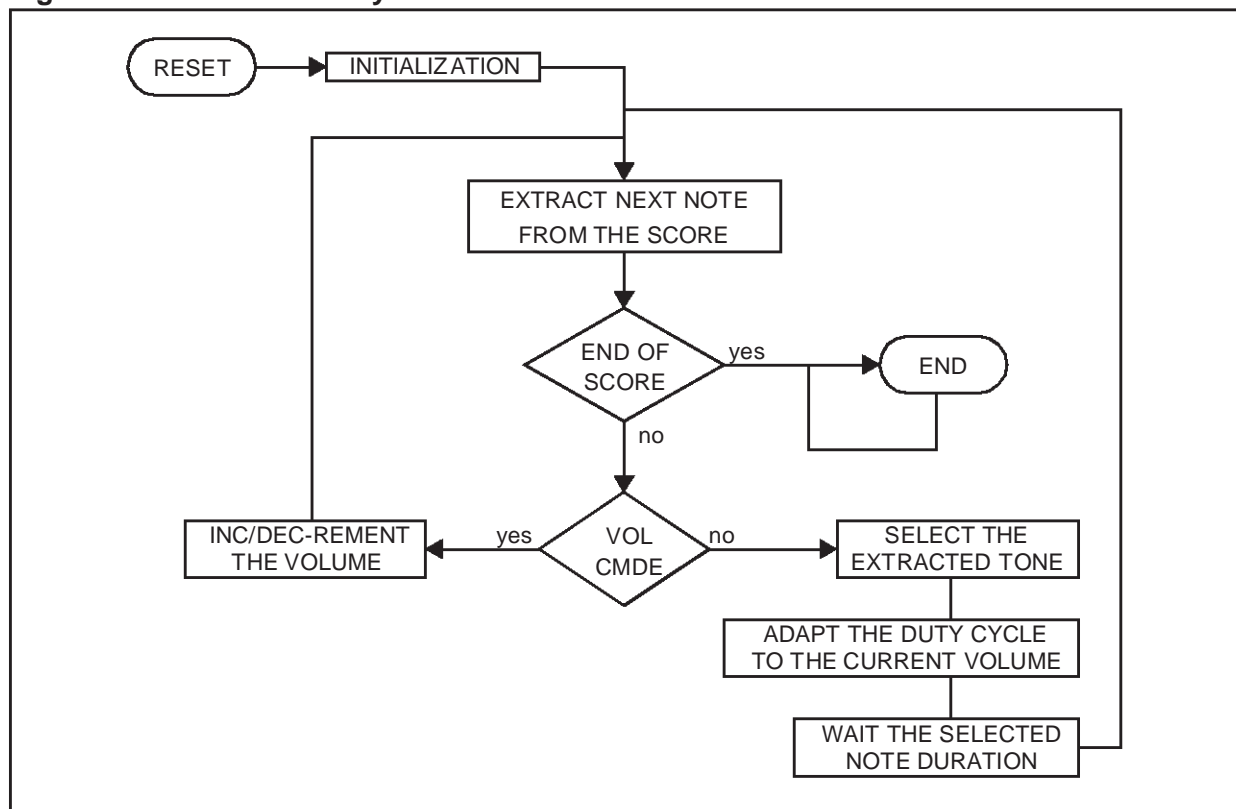 RESET
INITIALIZATION
EXTRACT NEXT NOTE
FROM THE SCORE
END OF
SCORE
yes
END
no
INC/DEC-REMENT
THE VOLUME
yes
VOL
CMDE
no
SELECT THE
EXTRACTED TONE
ADAPT THE DUTY CYCLE
TO THE CURRENT VOLUME
WAIT THE SELECTED
NOTE DURATION